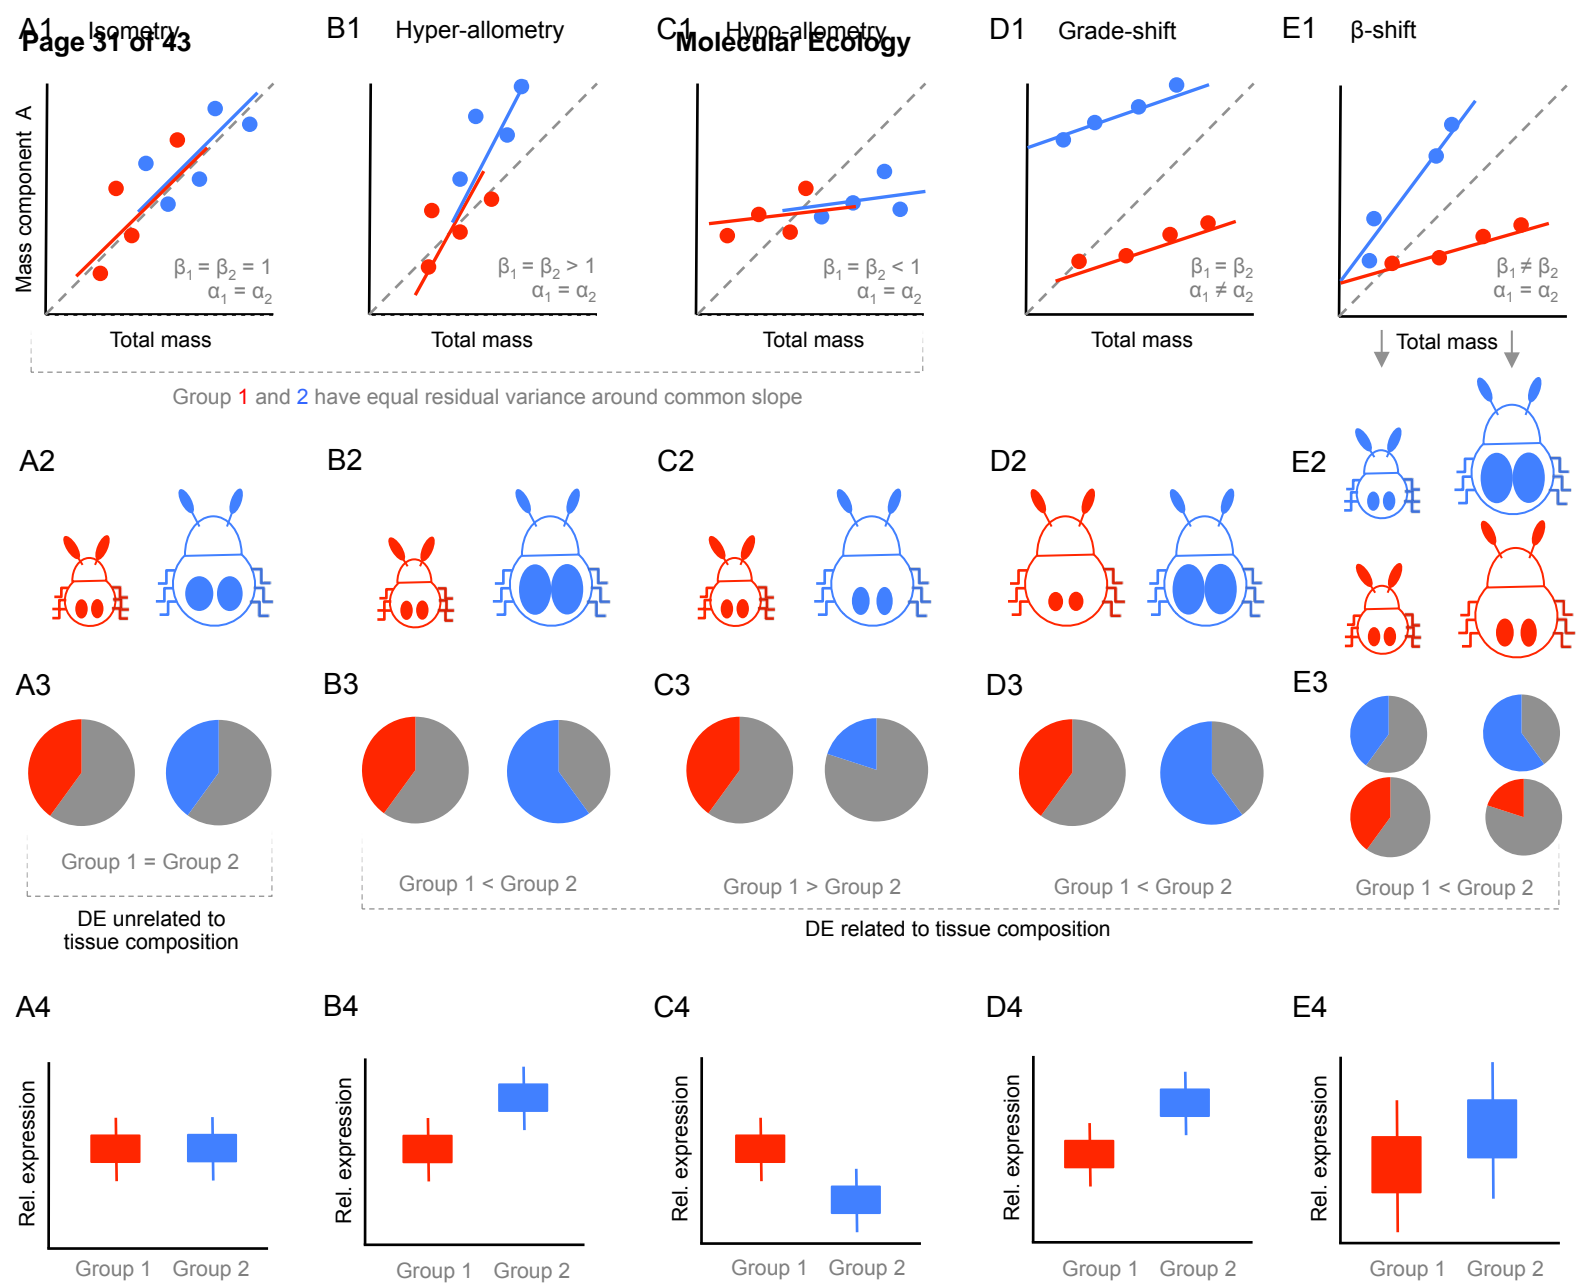 A1 Isometry
B1 Hyper-allometry
C1 Hypo-allometry
D1 Grade-shift
E1 β-shift
Page 31 of 43
Molecular Ecology
Mass component A
β1 = β2 = 1
α1 = α2
β1 = β2 > 1
α1 = α2
β1 = β2 < 1
α1 = α2
β1 = β2
α1 ≠ α2
β1 ≠ β2
α1 = α2
Total mass
Total mass
Total mass
Total mass
Total mass
Group 1 and 2 have equal residual variance around common slope
A2
B2
C2
D2
E2
A3
B3
C3
D3
E3
Group 1 = Group 2
Group 1 < Group 2
Group 1 > Group 2
Group 1 < Group 2
Group 1 < Group 2
DE unrelated to
tissue composition
DE related to tissue composition
A4
B4
C4
D4
E4
Rel. expression
Rel. expression
Rel. expression
Rel. expression
Rel. expression
Group 1 Group 2
Group 1 Group 2
Group 1 Group 2
Group 1 Group 2
Group 1 Group 2